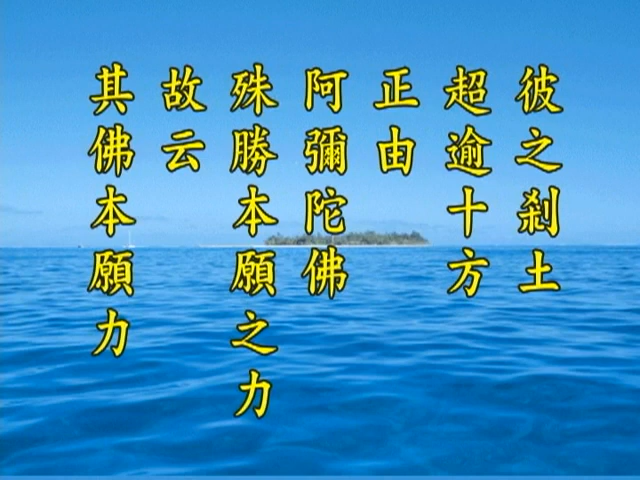 彼之剎土
超逾十方
正由
阿彌陀佛
殊勝本願之力
故云
其佛本願力